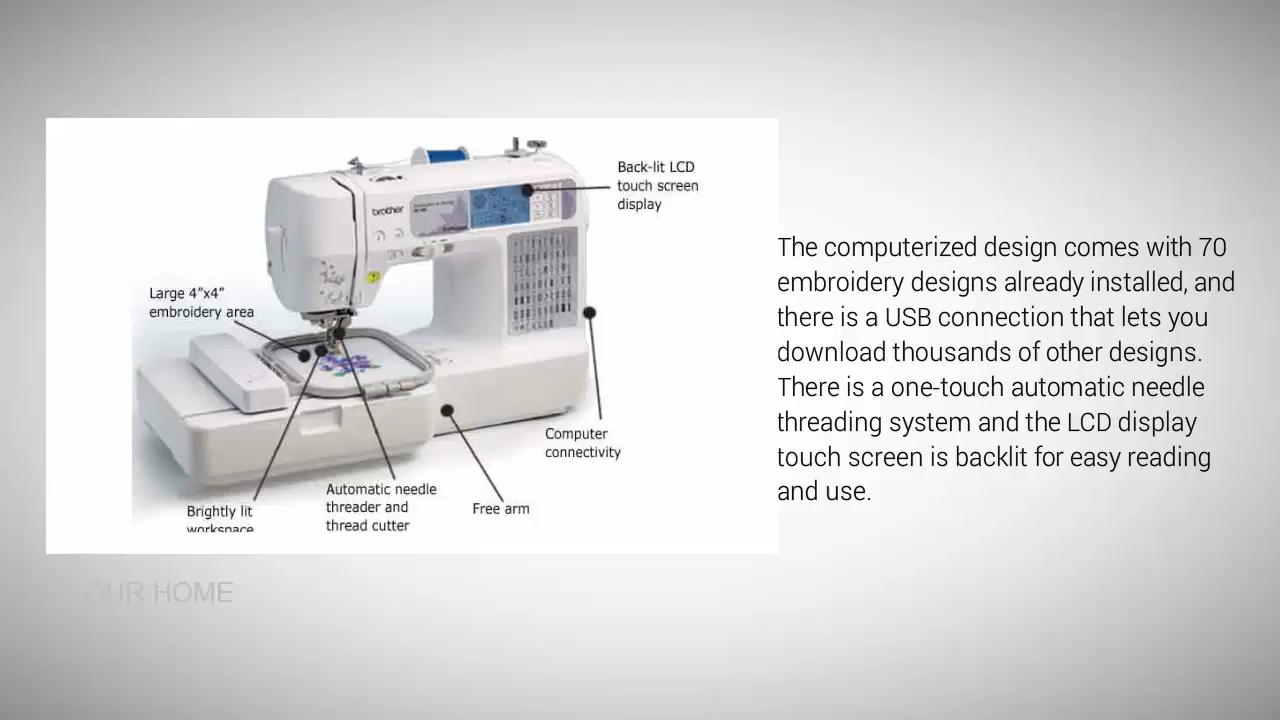 Back-lit LCD
touch screen
display
brother
Large 4”x4”
embroidery area
Computer
connectivity
Automatic needle
threader and
thread cutter
Free arm
Brightly lit
workspace
The computerized design comes with 70
embroidery designs already installed, and
there is a USB connection that lets you
download thousands of other designs.
There is a one-touch automatic needle
threading system and the LCD display
touch screen is backlit for easy reading
and use.
OUR HOME